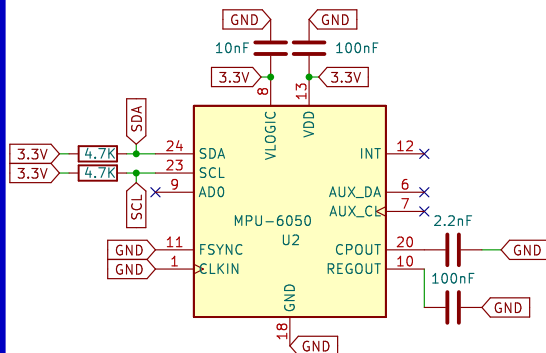 GND GND
10nF 100nF
3.3V 3.3V
8 13
VLOGIC VDD
SDA
3.3V 4.7K 24 SDA INT 12
3.3V 4.7K 23 SCL
9 AD0 AUX_DA 6
SCL AUX_CL 7
MPU-6050 2.2nF
U2
GND 11 FSYNC CPOUT 20 GND
GND 1 CLKIN REGOUT 10 100nF
GND GND
18 GND